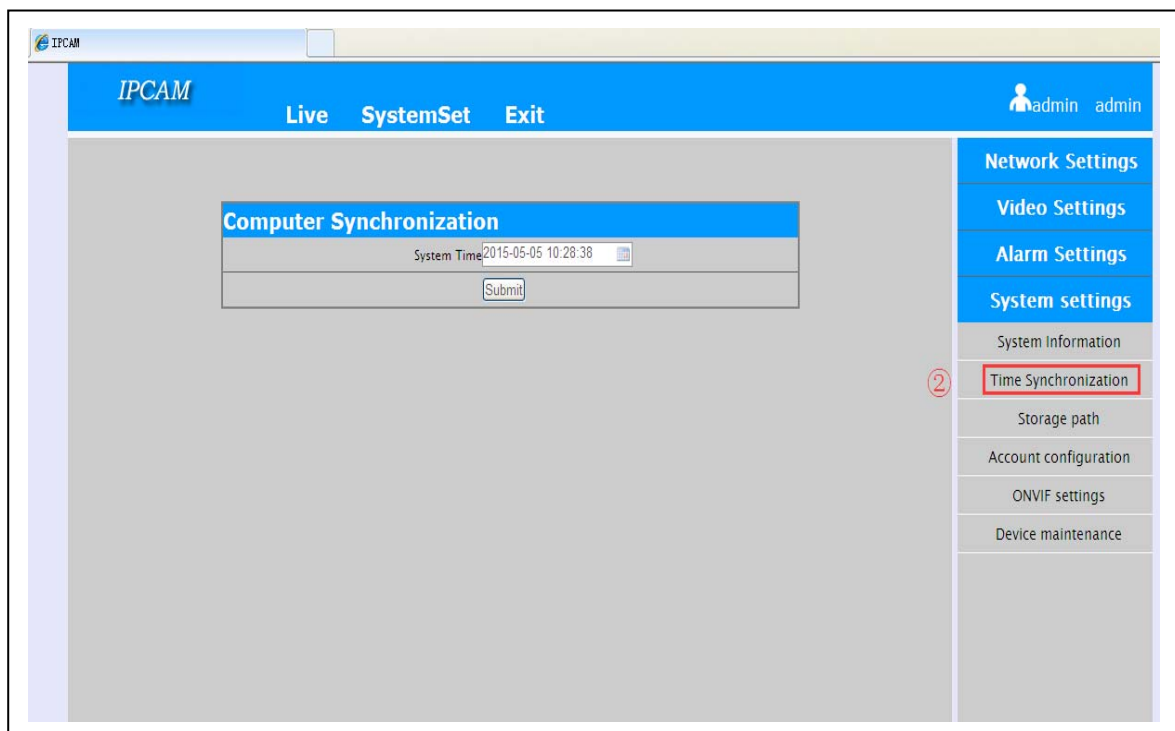 IPCAM
IPCAM
Live SystemSet Exit
admin admin
Computer Synchronization
System Time 2015-05-05 10:28:38
Submit
Network Settings
Video Settings
Alarm Settings
System settings
System Information
② Time Synchronization
Storage path
Account configuration
ONVIF settings
Device maintenance